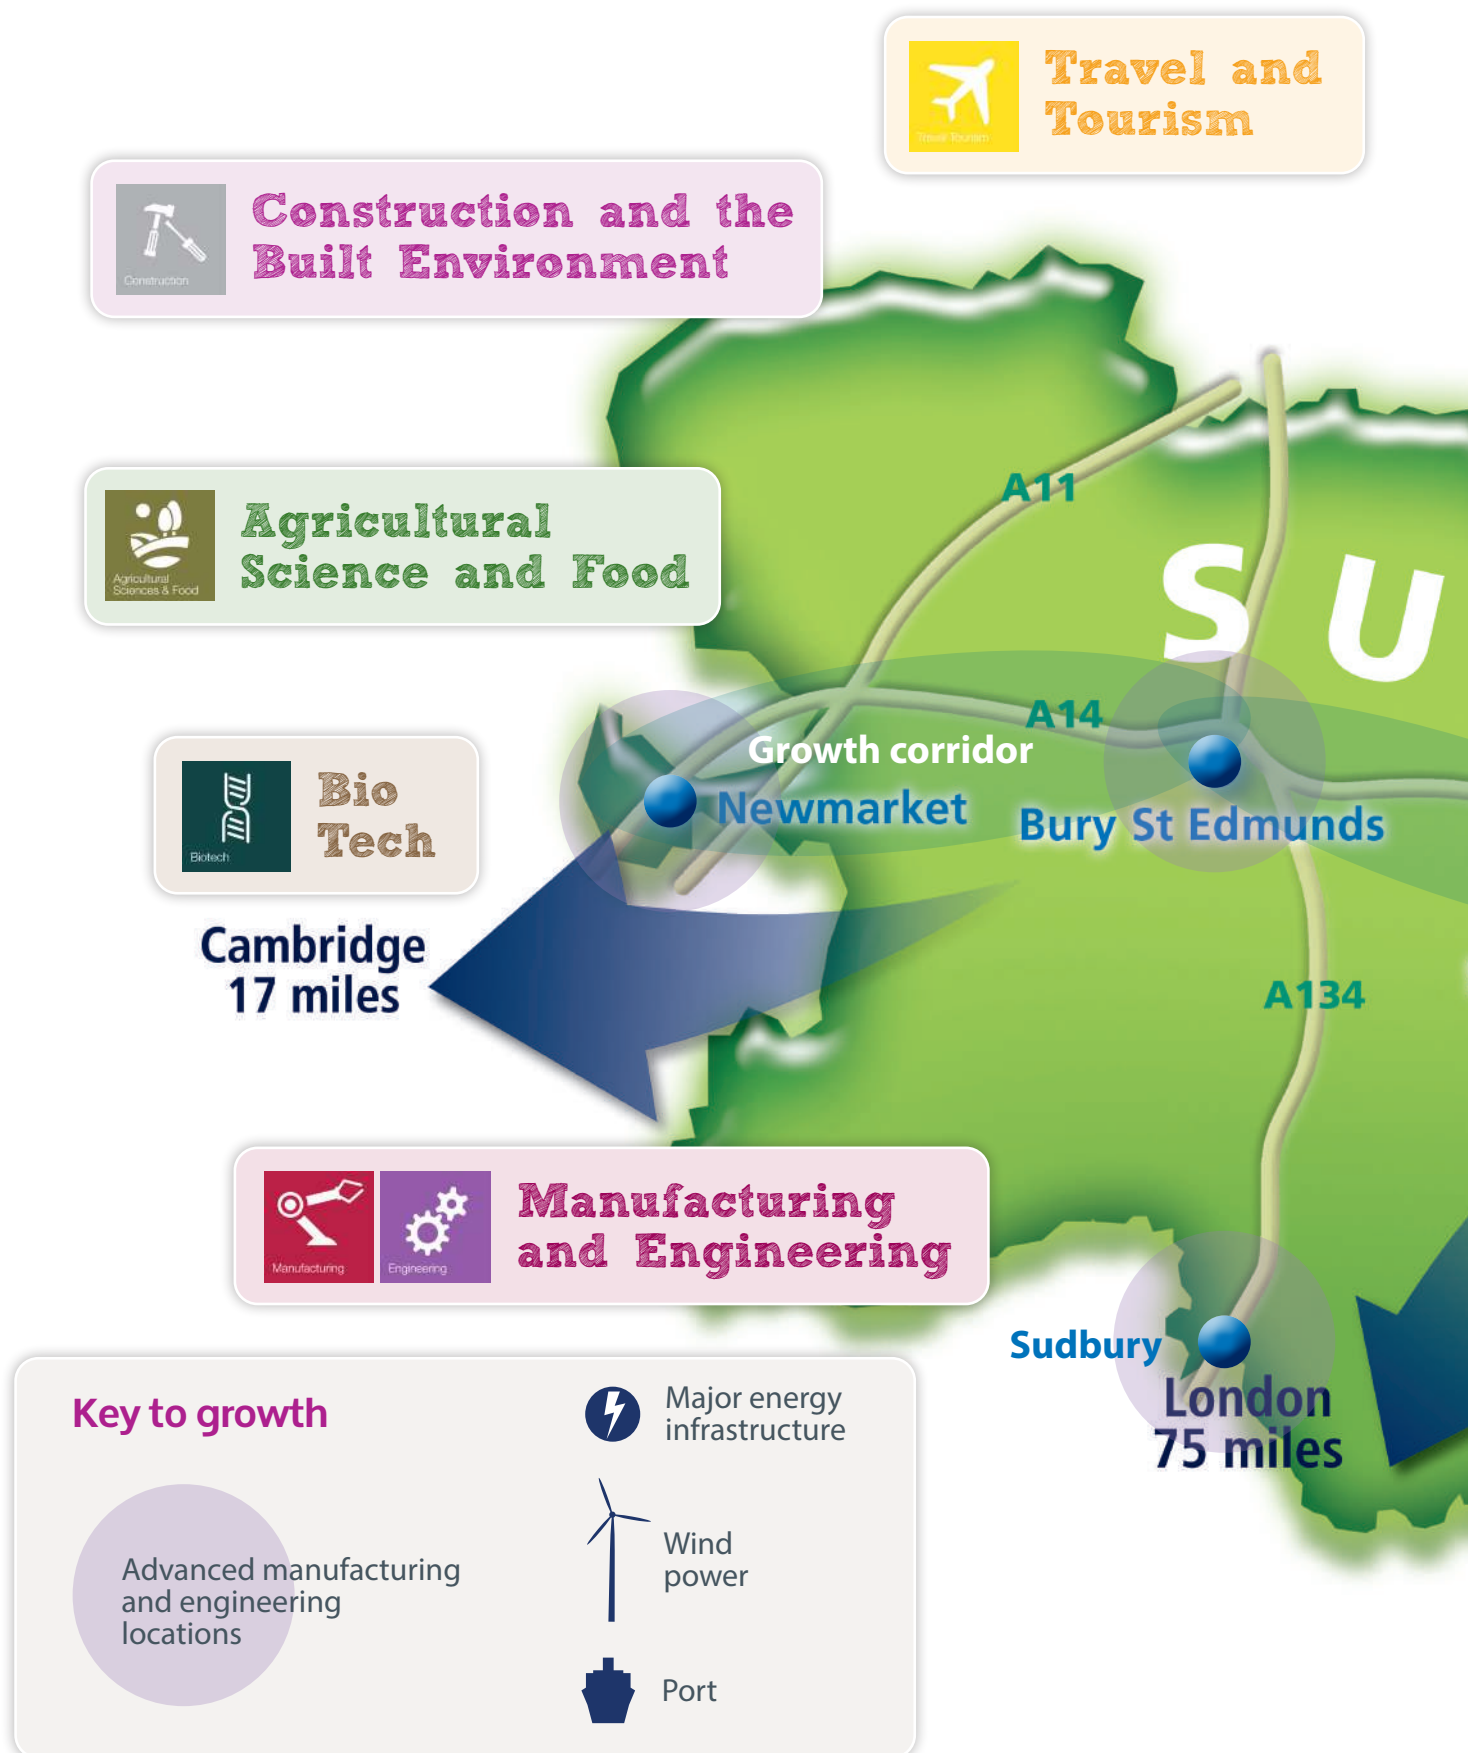 Travel and
Tourism
Travel Tourism
Construction and the
Built Environment
Construction
A11
Agricultural
Science and Food
Agricultural
Sciences & Food
S U
A14
Growth corridor
Newmarket
Bury St Edmunds
Bio
Tech
Biotech
Cambridge
17 miles
A134
Manufacturing
and Engineering
Manufacturing
Engineering
Sudbury
London
75 miles
Key to growth
Major energy
infrastructure
Advanced manufacturing
and engineering
locations
Wind
power
Port